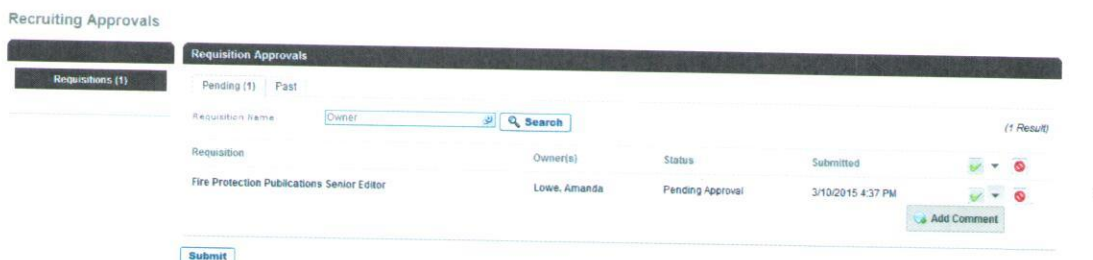 Recruiting Approvals
Requisition Approvals
Requisitions (1)
Pending (1) Past
Requisition Name Owner Search
(1 Result)
Requisition Owner(s) Status Submitted
Fire Protection Publications Senior Editor Lowe, Amanda Pending Approval 3/10/2015 4:37 PM
Add Comment
Submit